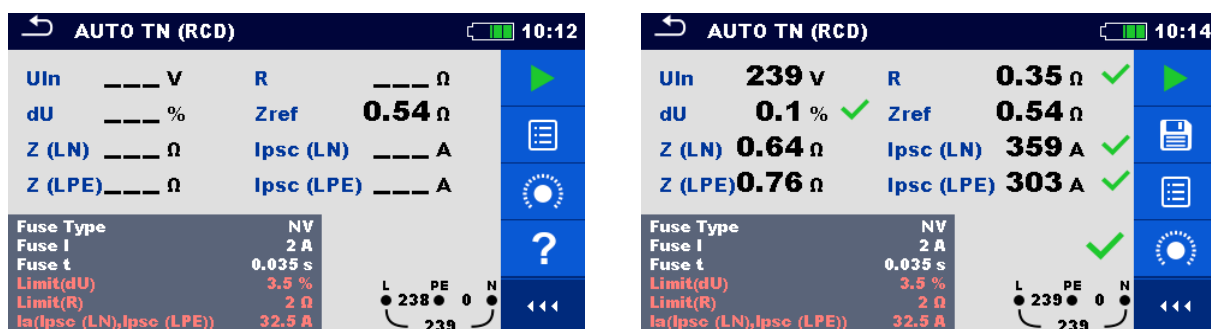 AUTO TN (RCD) 10:12
Uln ___ V R ___ Ω
dU ___ % Zref 0.54 Ω
Z (LN) ___ Ω Ipsc (LN) ___ A
Z (LPE) ___ Ω Ipsc (LPE) ___ A
Fuse Type NV
Fuse I 2 A
Fuse t 0.035 s
Limit(dU) 3.5 %
Limit(R) 2 Ω
Ia(Ipsc (LN),Ipsc (LPE)) 32.5 A
?
L PE N
238 0
239
AUTO TN (RCD) 10:14
Uln 239 V R 0.35 Ω
dU 0.1 % Zref 0.54 Ω
Z (LN) 0.64 Ω Ipsc (LN) 359 A
Z (LPE) 0.76 Ω Ipsc (LPE) 303 A
Fuse Type NV
Fuse I 2 A
Fuse t 0.035 s
Limit(dU) 3.5 %
Limit(R) 2 Ω
Ia(Ipsc (LN),Ipsc (LPE)) 32.5 A
L PE N
239 0
239